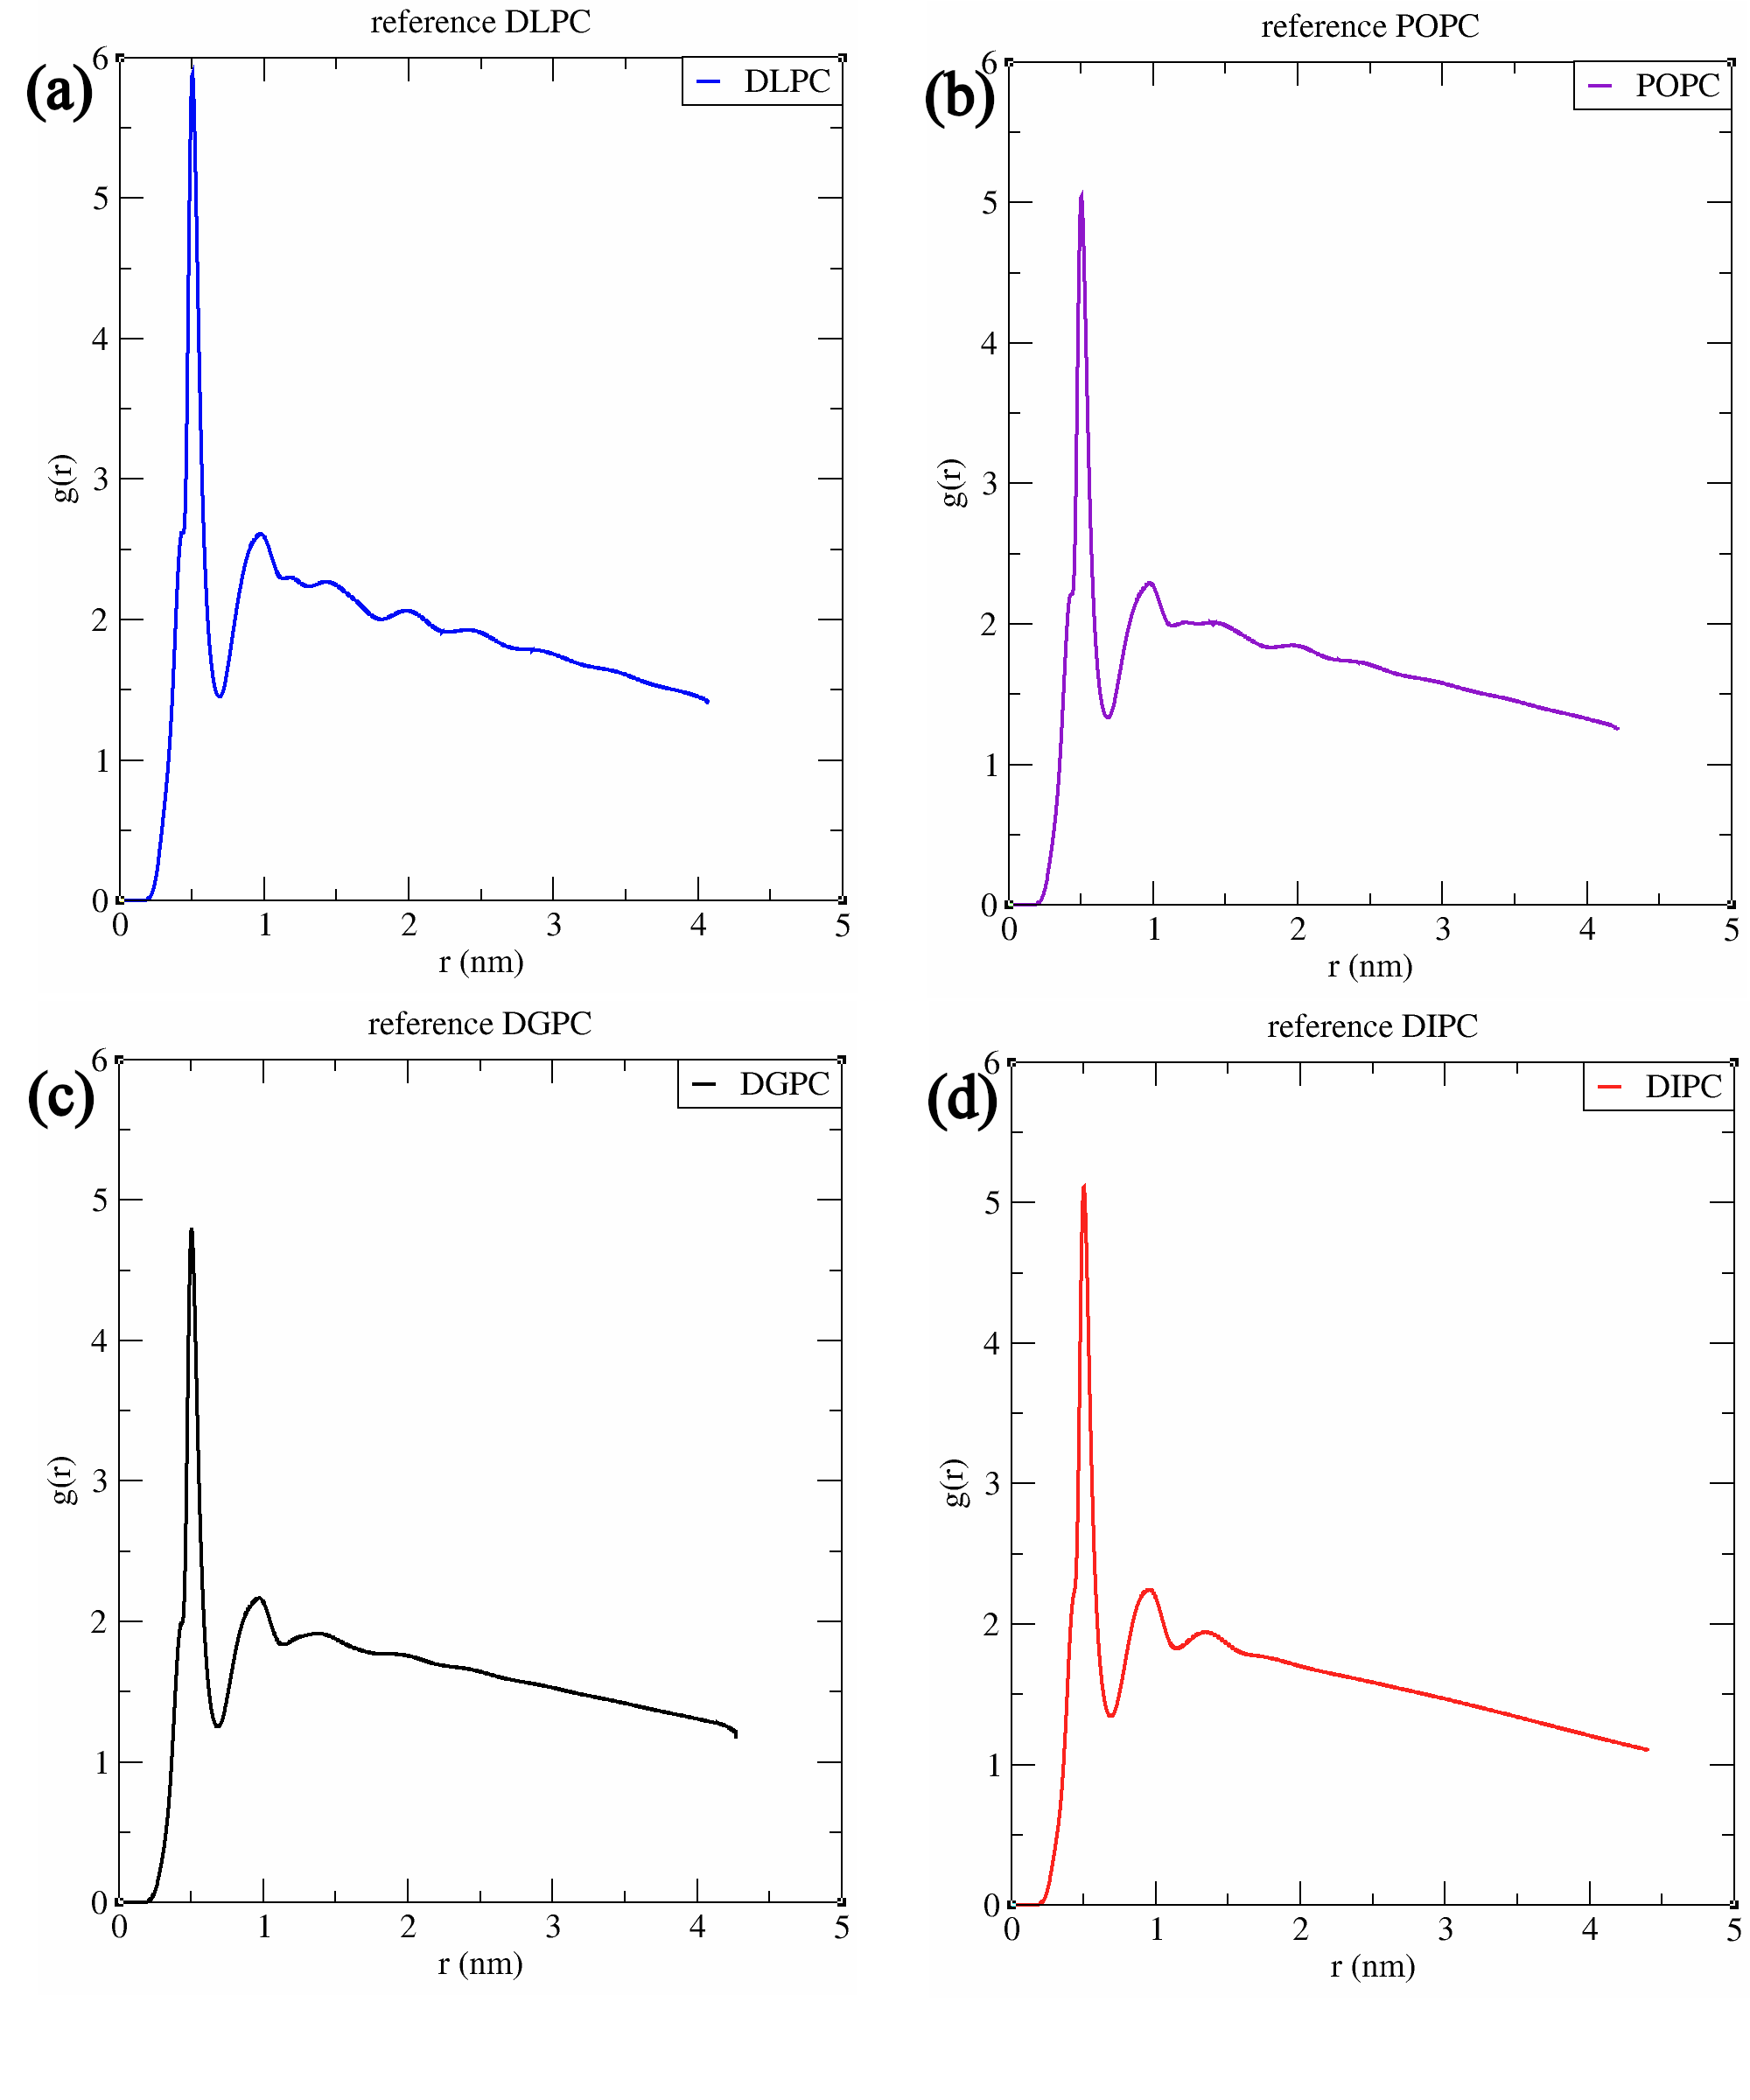 reference DLPC
(a)
DLPC
6
5
4
3
2
1
0
g(r)
0 1 2 3 4 5
r (nm)
reference POPC
(b)
POPC
6
5
4
3
2
1
0
g(r)
0 1 2 3 4 5
r (nm)
reference DGPC
(c)
DGPC
6
5
4
3
2
1
0
g(r)
0 1 2 3 4 5
r (nm)
reference DIPC
(d)
DIPC
6
5
4
3
2
1
0
g(r)
0 1 2 3 4 5
r (nm)